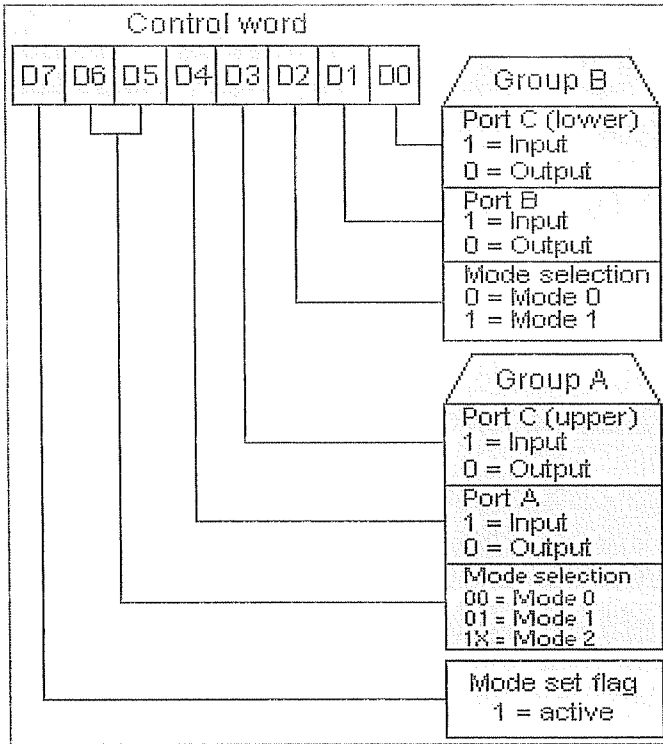 Control word
D7 D6 D5 D4 D3 D2 D1 D0
Group B
Port C (lower)
1 = Input
0 = Output
Port B
1 = Input
0 = Output
Mode selection
0 = Mode 0
1 = Mode 1
Group A
Port C (upper)
1 = Input
0 = Output
Port A
1 = Input
0 = Output
Mode selection
00 = Mode 0
01 = Mode 1
1X = Mode 2
Mode set flag
1 = active